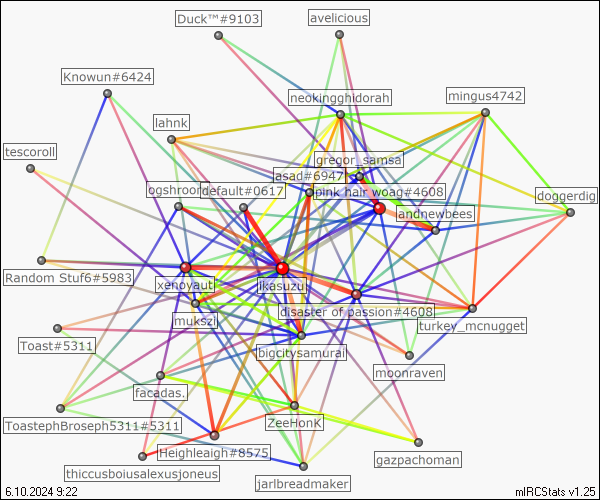 Duck™#9103
avelicious
Knowun#6424
neokingghidorah
mingus4742
lahnk
tescoroll
gregor_samsa
asad#6947
ogshroom
default#0617
pink hair woag#4608
doggerdig
landnewbees
Random Stuf6#5983
xenoyaut
ikasuzuj
mukszi
disaster of passion#4608
turkey_mcnugget
Toast#5311
bigcitysamurai
moonraven
facadas.
ToastephBroseph5311#5311
ZeeHonK
Heighleaigh#8575
gazpachoman
thiccusboiusalexusjoneus
jarlbreadmaker
6.10.2024 9:22
mIRCStats v1.25